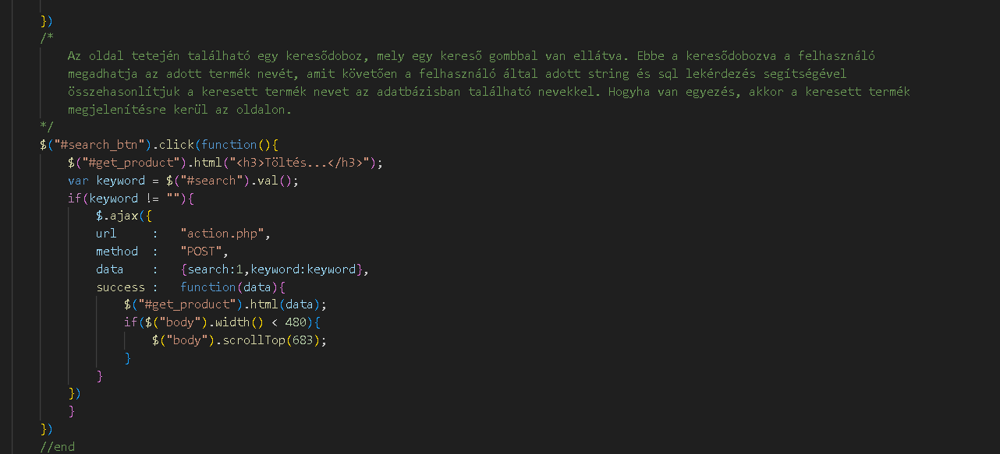 })
/*
Az oldal tetején található egy keresődoboz, mely egy kereső gombbal van ellátva. Ebbe a keresődobozva a felhasználó
megadhatja az adott termék nevét, amit követően a felhasználó által adott string és sql lekérdezés segítségével
összehasonlítjuk a keresett termék nevet az adatbázisban található nevekkel. Hogyha van egyezés, akkor a keresett termék
megjelenítésre kerül az oldalon.
*/
$("#search_btn").click(function(){
$("#get_product").html("<h3>Töltés...</h3>");
var keyword = $("#search").val();
if(keyword != ""){
$.ajax({
url : "action.php",
method : "POST",
data : {search:1,keyword:keyword},
success : function(data){
$("#get_product").html(data);
if($("body").width() < 480){
$("body").scrollTop(683);
}
}
})
}
})
//end